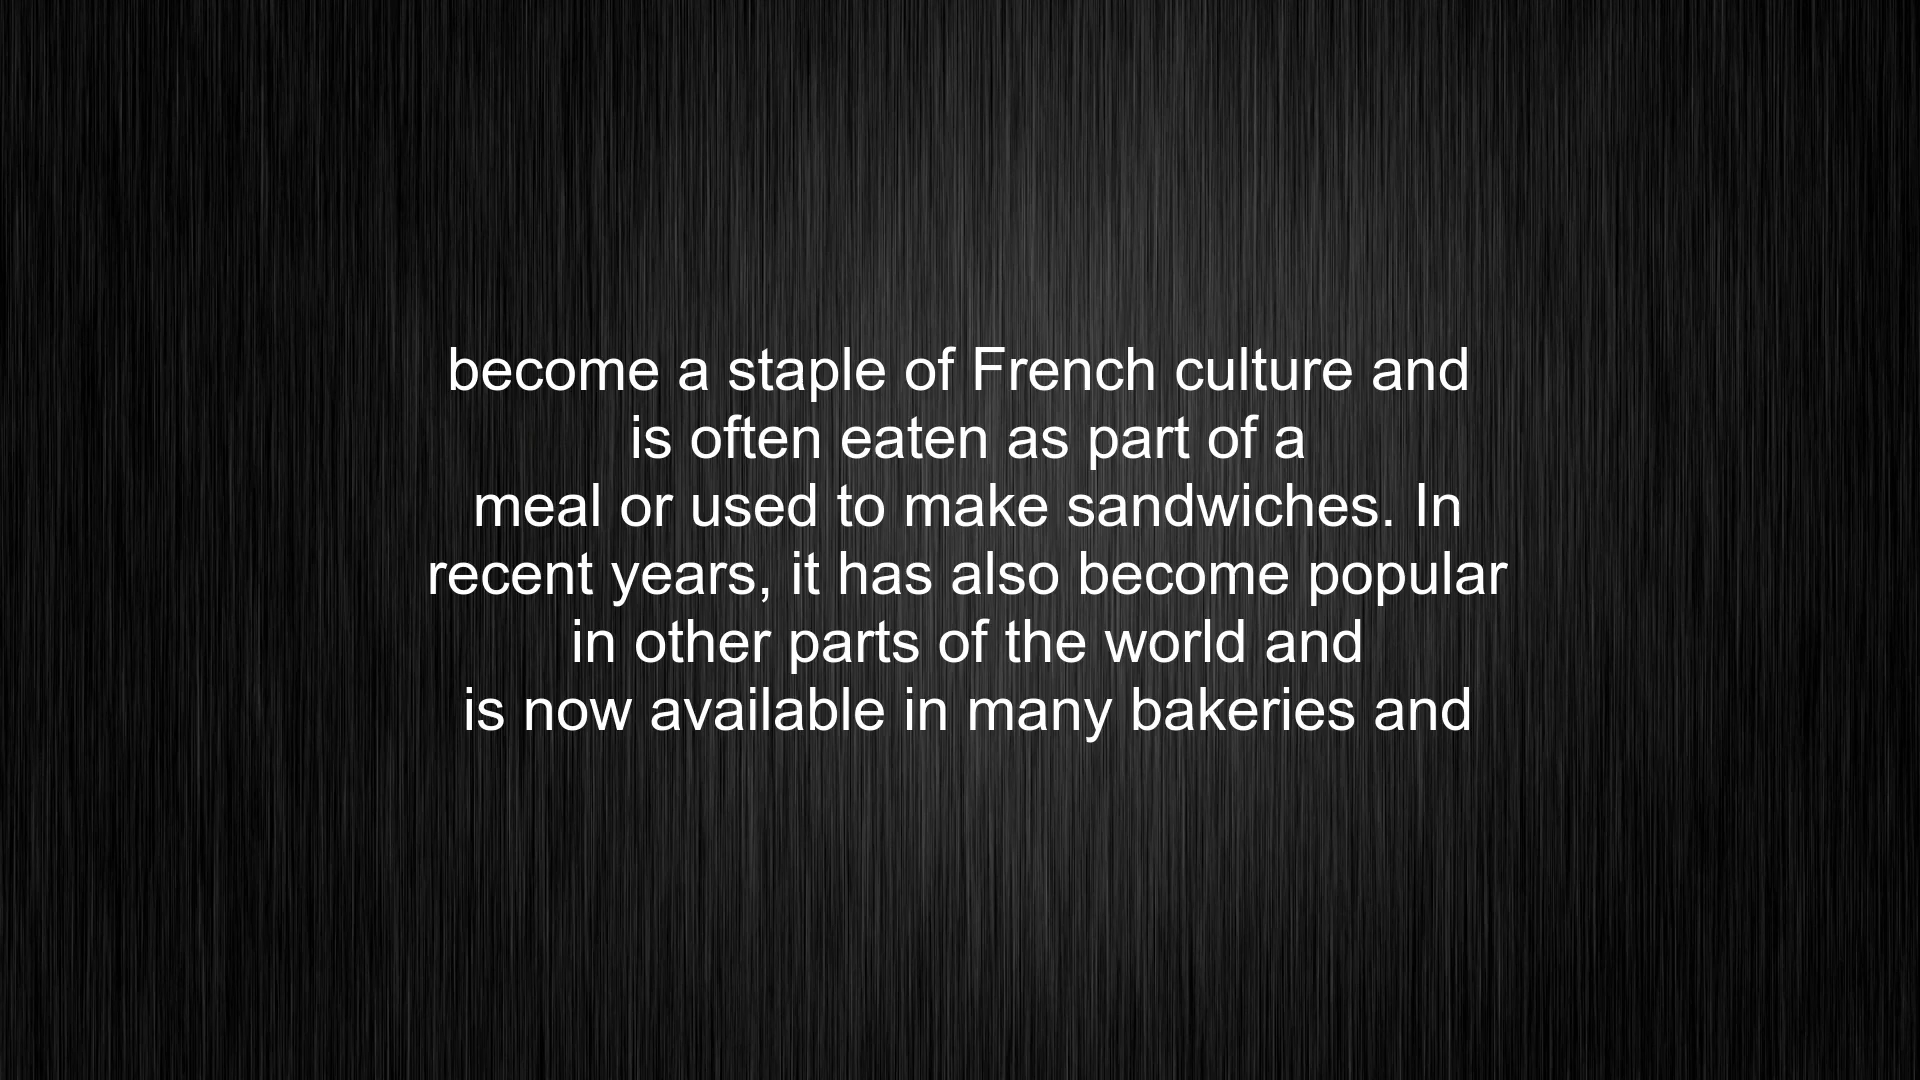 become a staple of French culture and
is often eaten as part of a
meal or used to make sandwiches. In
recent years, it has also become popular
in other parts of the world and
is now available in many bakeries and